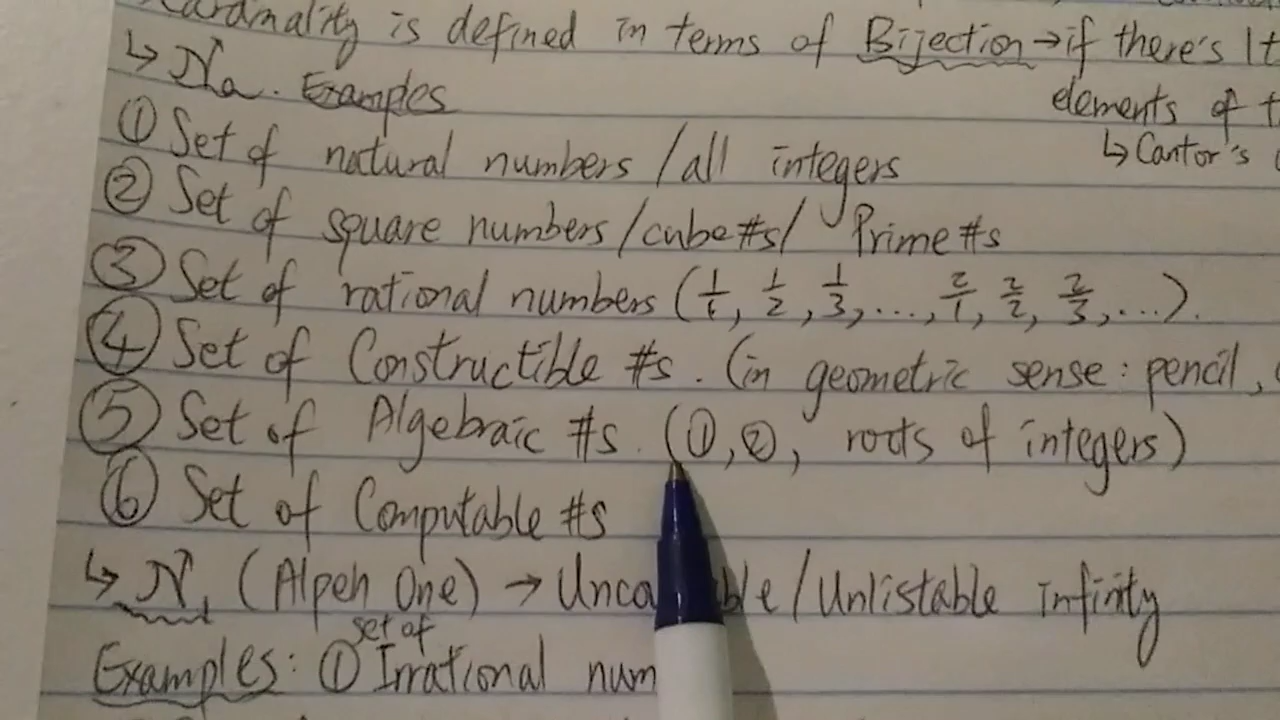 Cardinality is defined in terms of Bijection → if there's 1t
elements of t
↳ Cantor's
↳ ℵo. Examples
① Set of natural numbers / all integers
② Set of square numbers / cube #s / Prime #s
③ Set of rational numbers (1/1, 1/2, 1/3, ..., 2/1, 2/2, 2/3, ...).
④ Set of Constructible #s. (in geometric sense: pencil,
⑤ Set of Algebraic #s. (①, ②, roots of integers)
⑥ Set of Computable #s
↳ ℵ1 (Alpeh One) → Unco ble / Unlistable infinity
set of
Examples: ① Irrational num